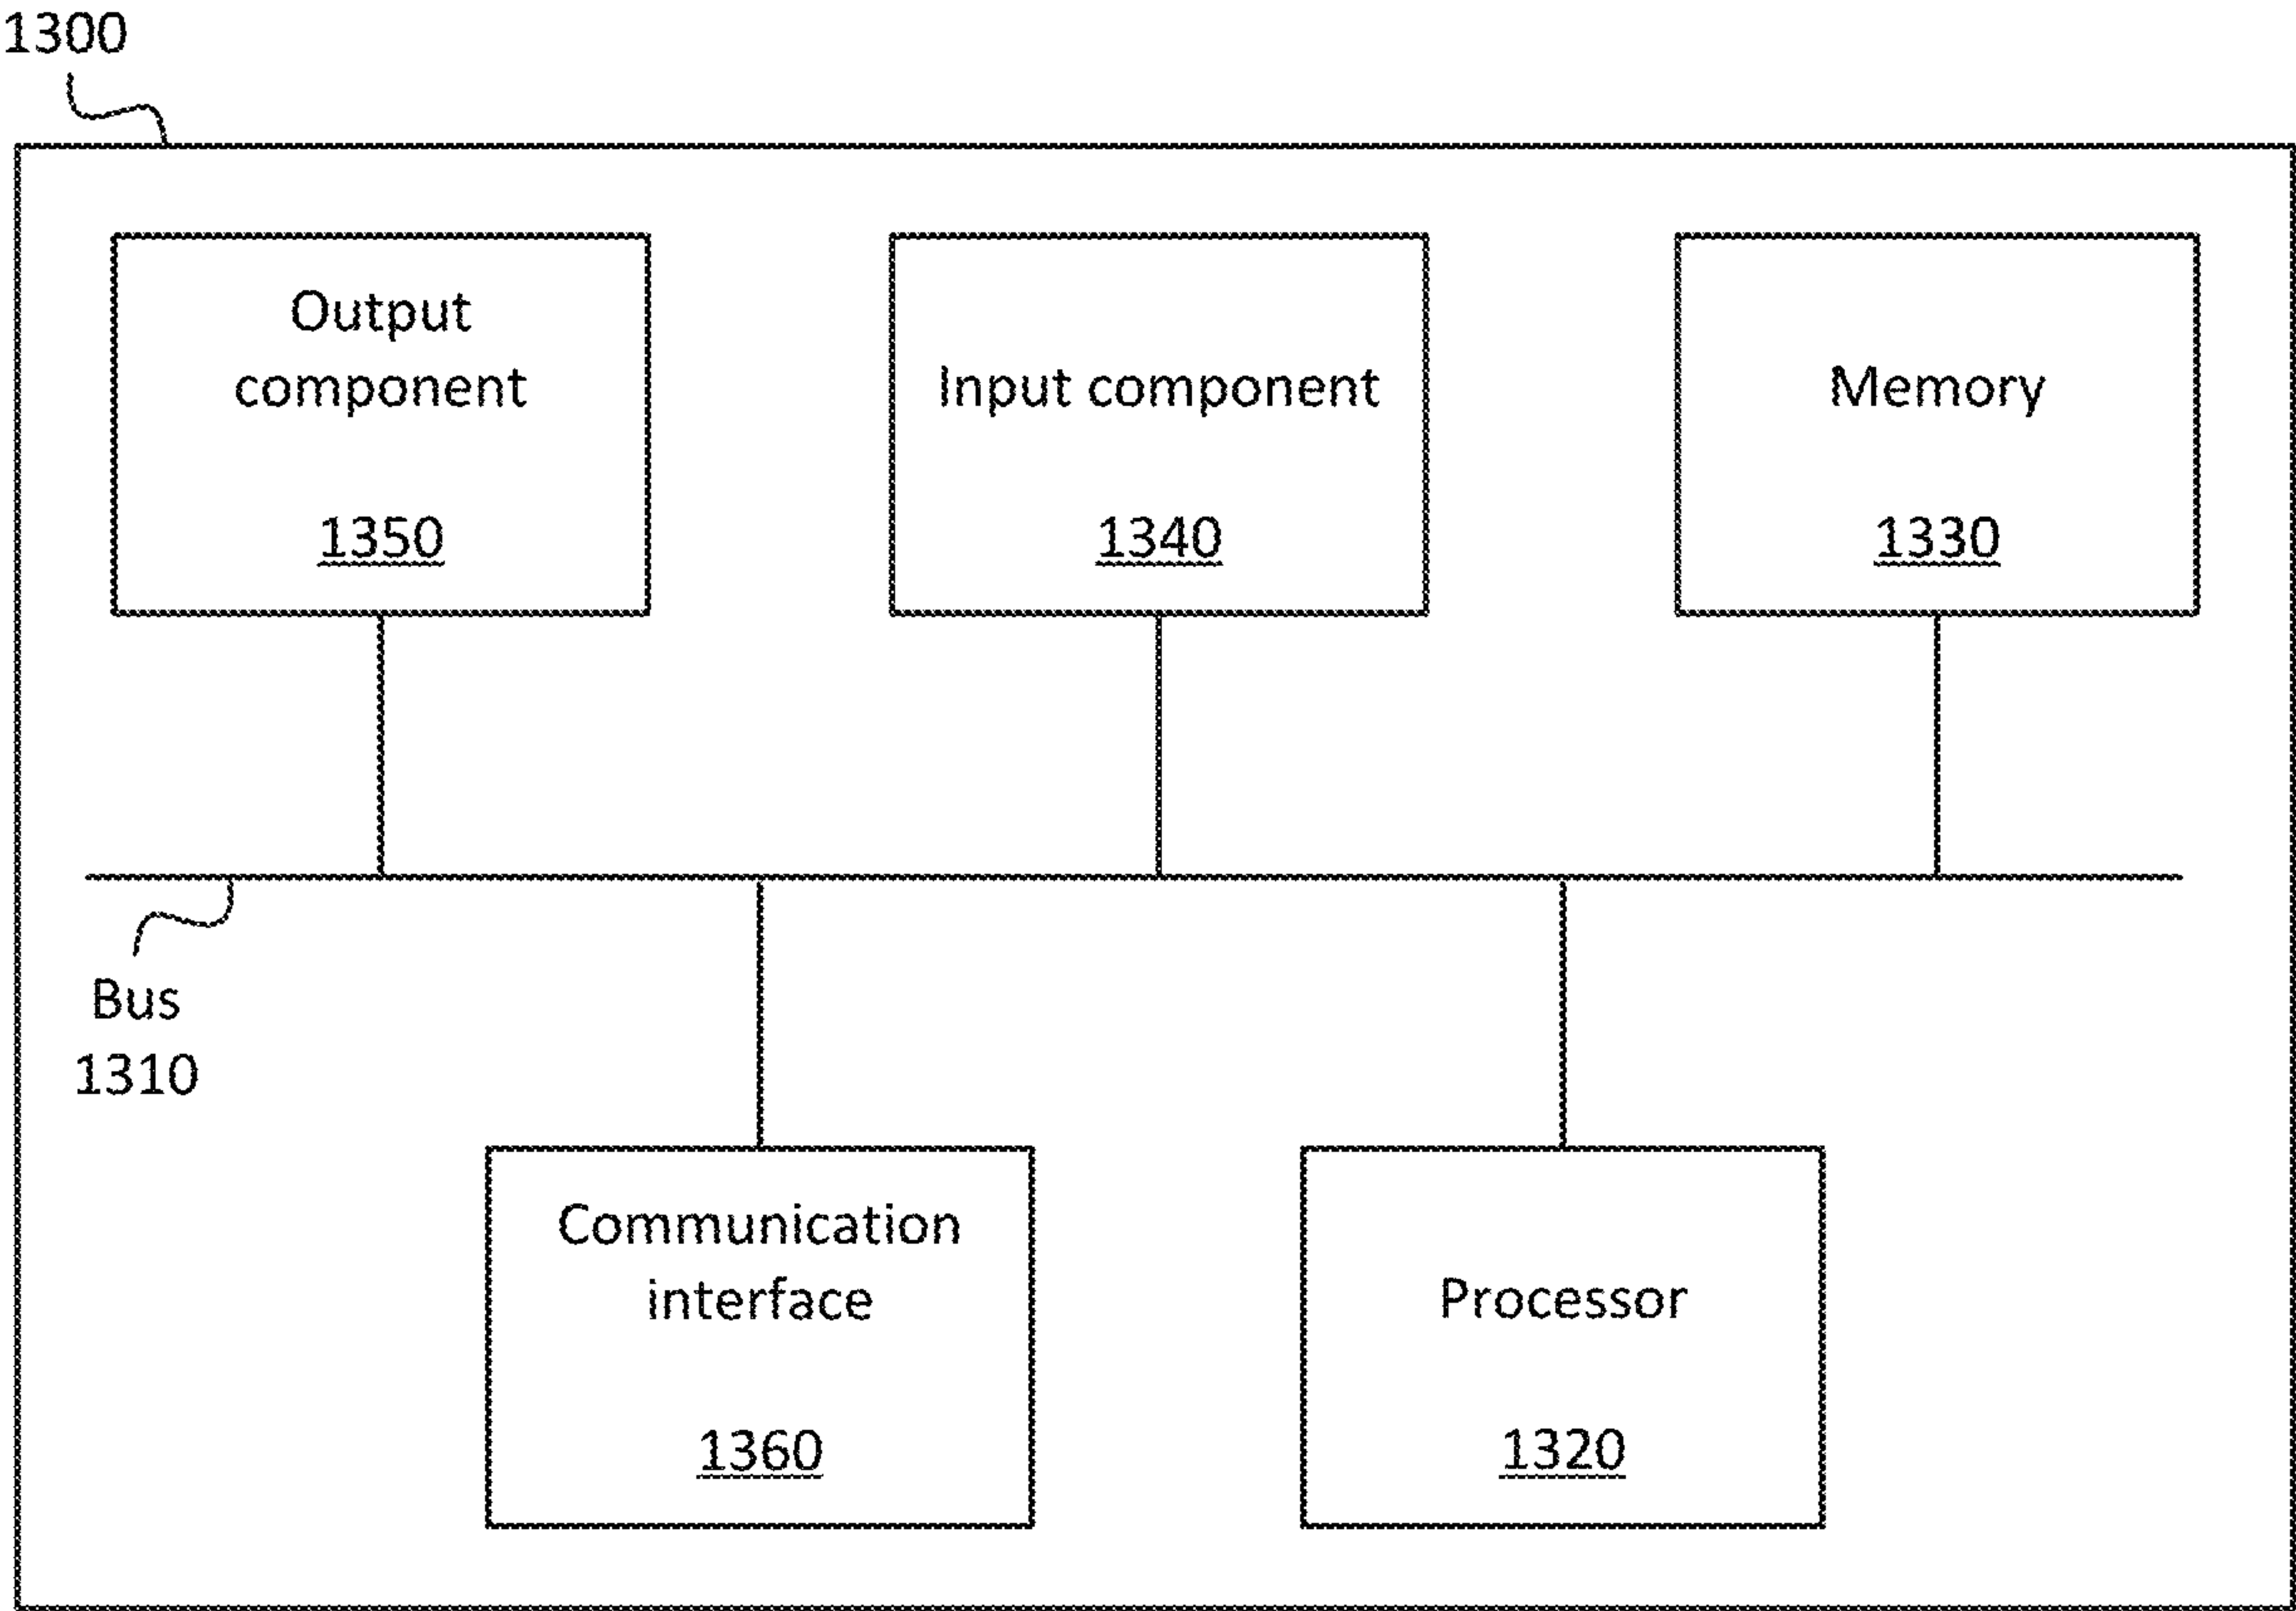 1300
Output
component
1350
Input component
1340
Memory
1330
Bus
1310
Communication
interface
1360
Processor
1320